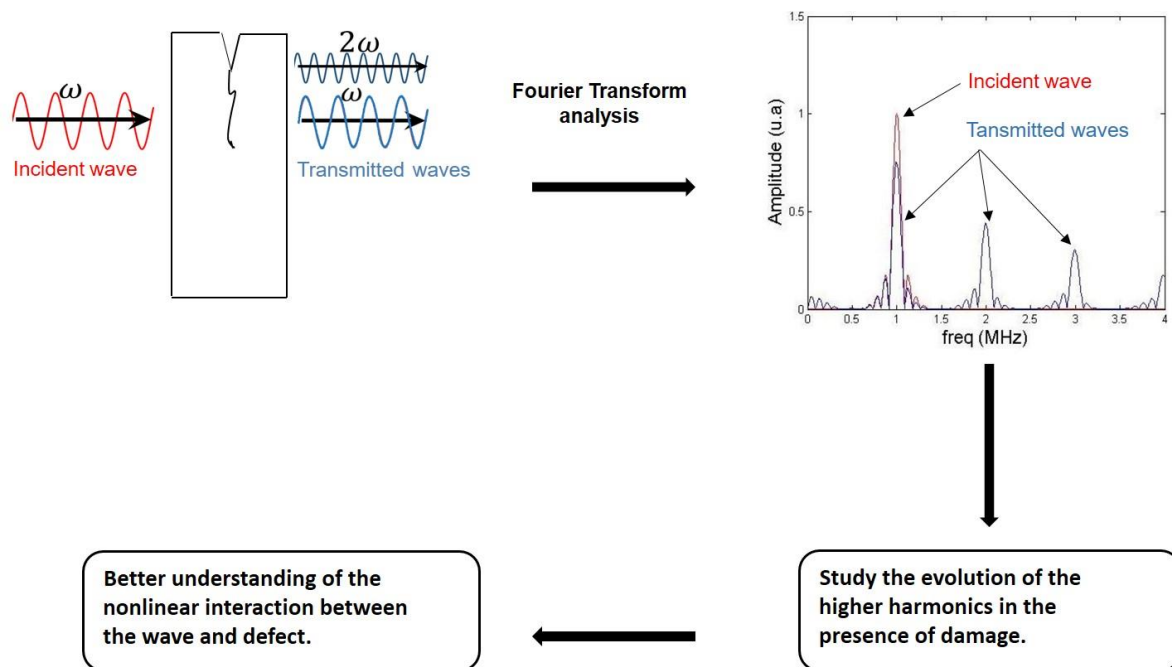 ω
Incident wave
2ω
ω
Transmitted waves
Fourier Transform
analysis
1.5
1
0.5
0
Amplitude (u.a)
Incident wave
Tansmitted waves
0
0.5
1
1.5
2
2.5
3
3.5
4
freq (MHz)
Study the evolution of the
higher harmonics in the
presence of damage.
Better understanding of the
nonlinear interaction between
the wave and defect.